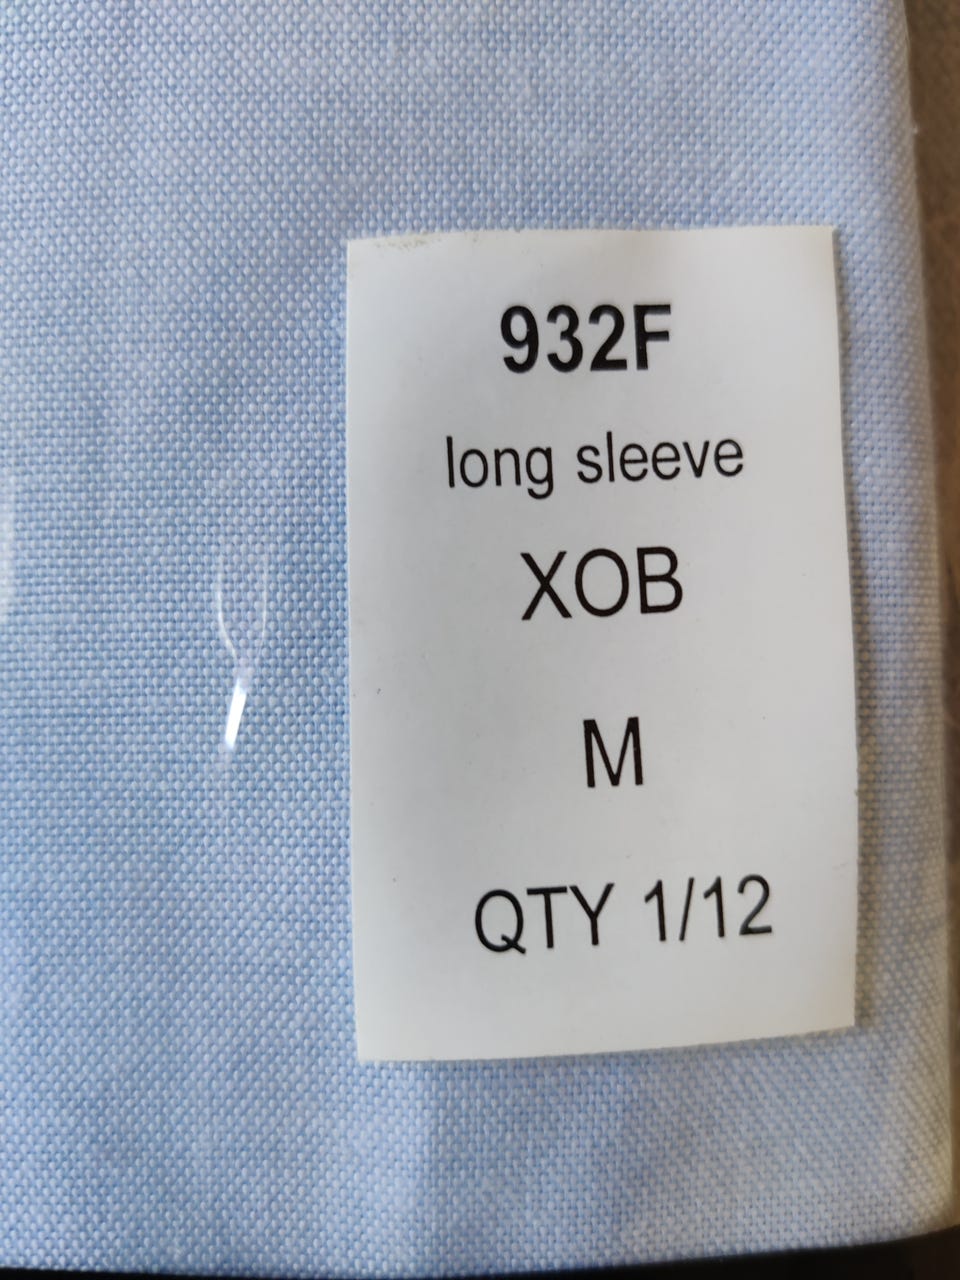 932F
long sleeve
XOB
M
QTY 1/12